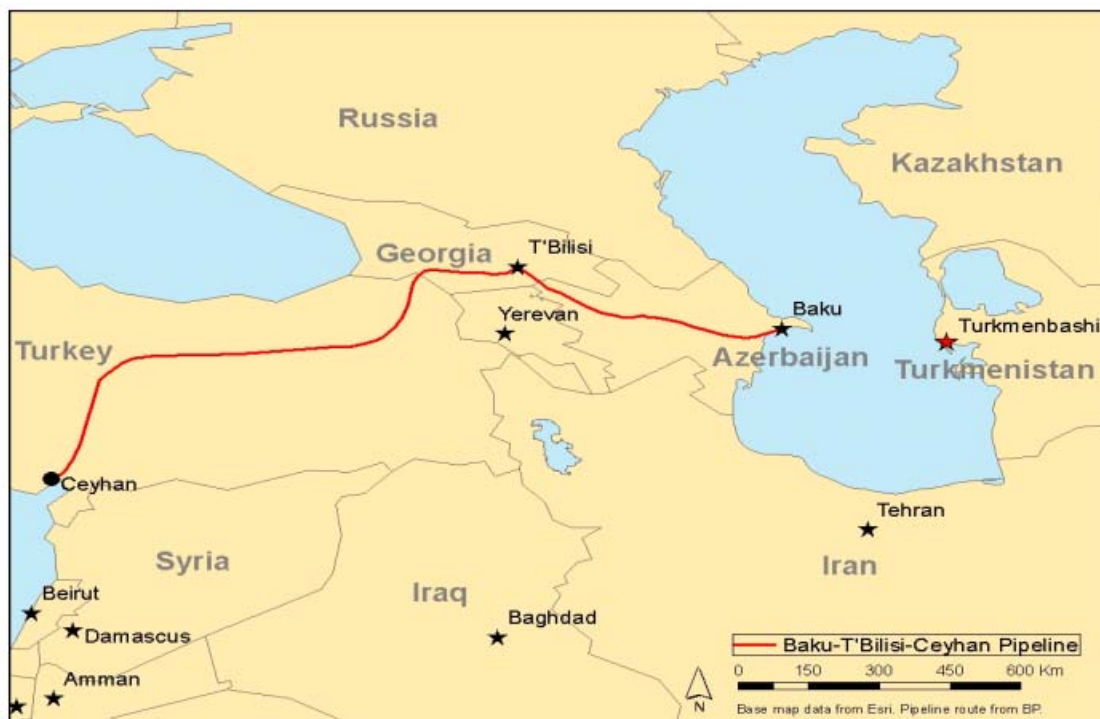 Russia
Kazakhstan
Georgia
T'Bilisi
Yerevan
Baku
Turkmenbashi
Turkey
Azerbaijan
Turkmenistan
Ceyhan
Tehran
Syria
Iran
Iraq
Beirut
Baghdad
Damascus
Amman
Baku-T'Bilisi-Ceyhan Pipeline
0 150 300 450 600 Km
N
Base map data from Esri. Pipeline route from BP.